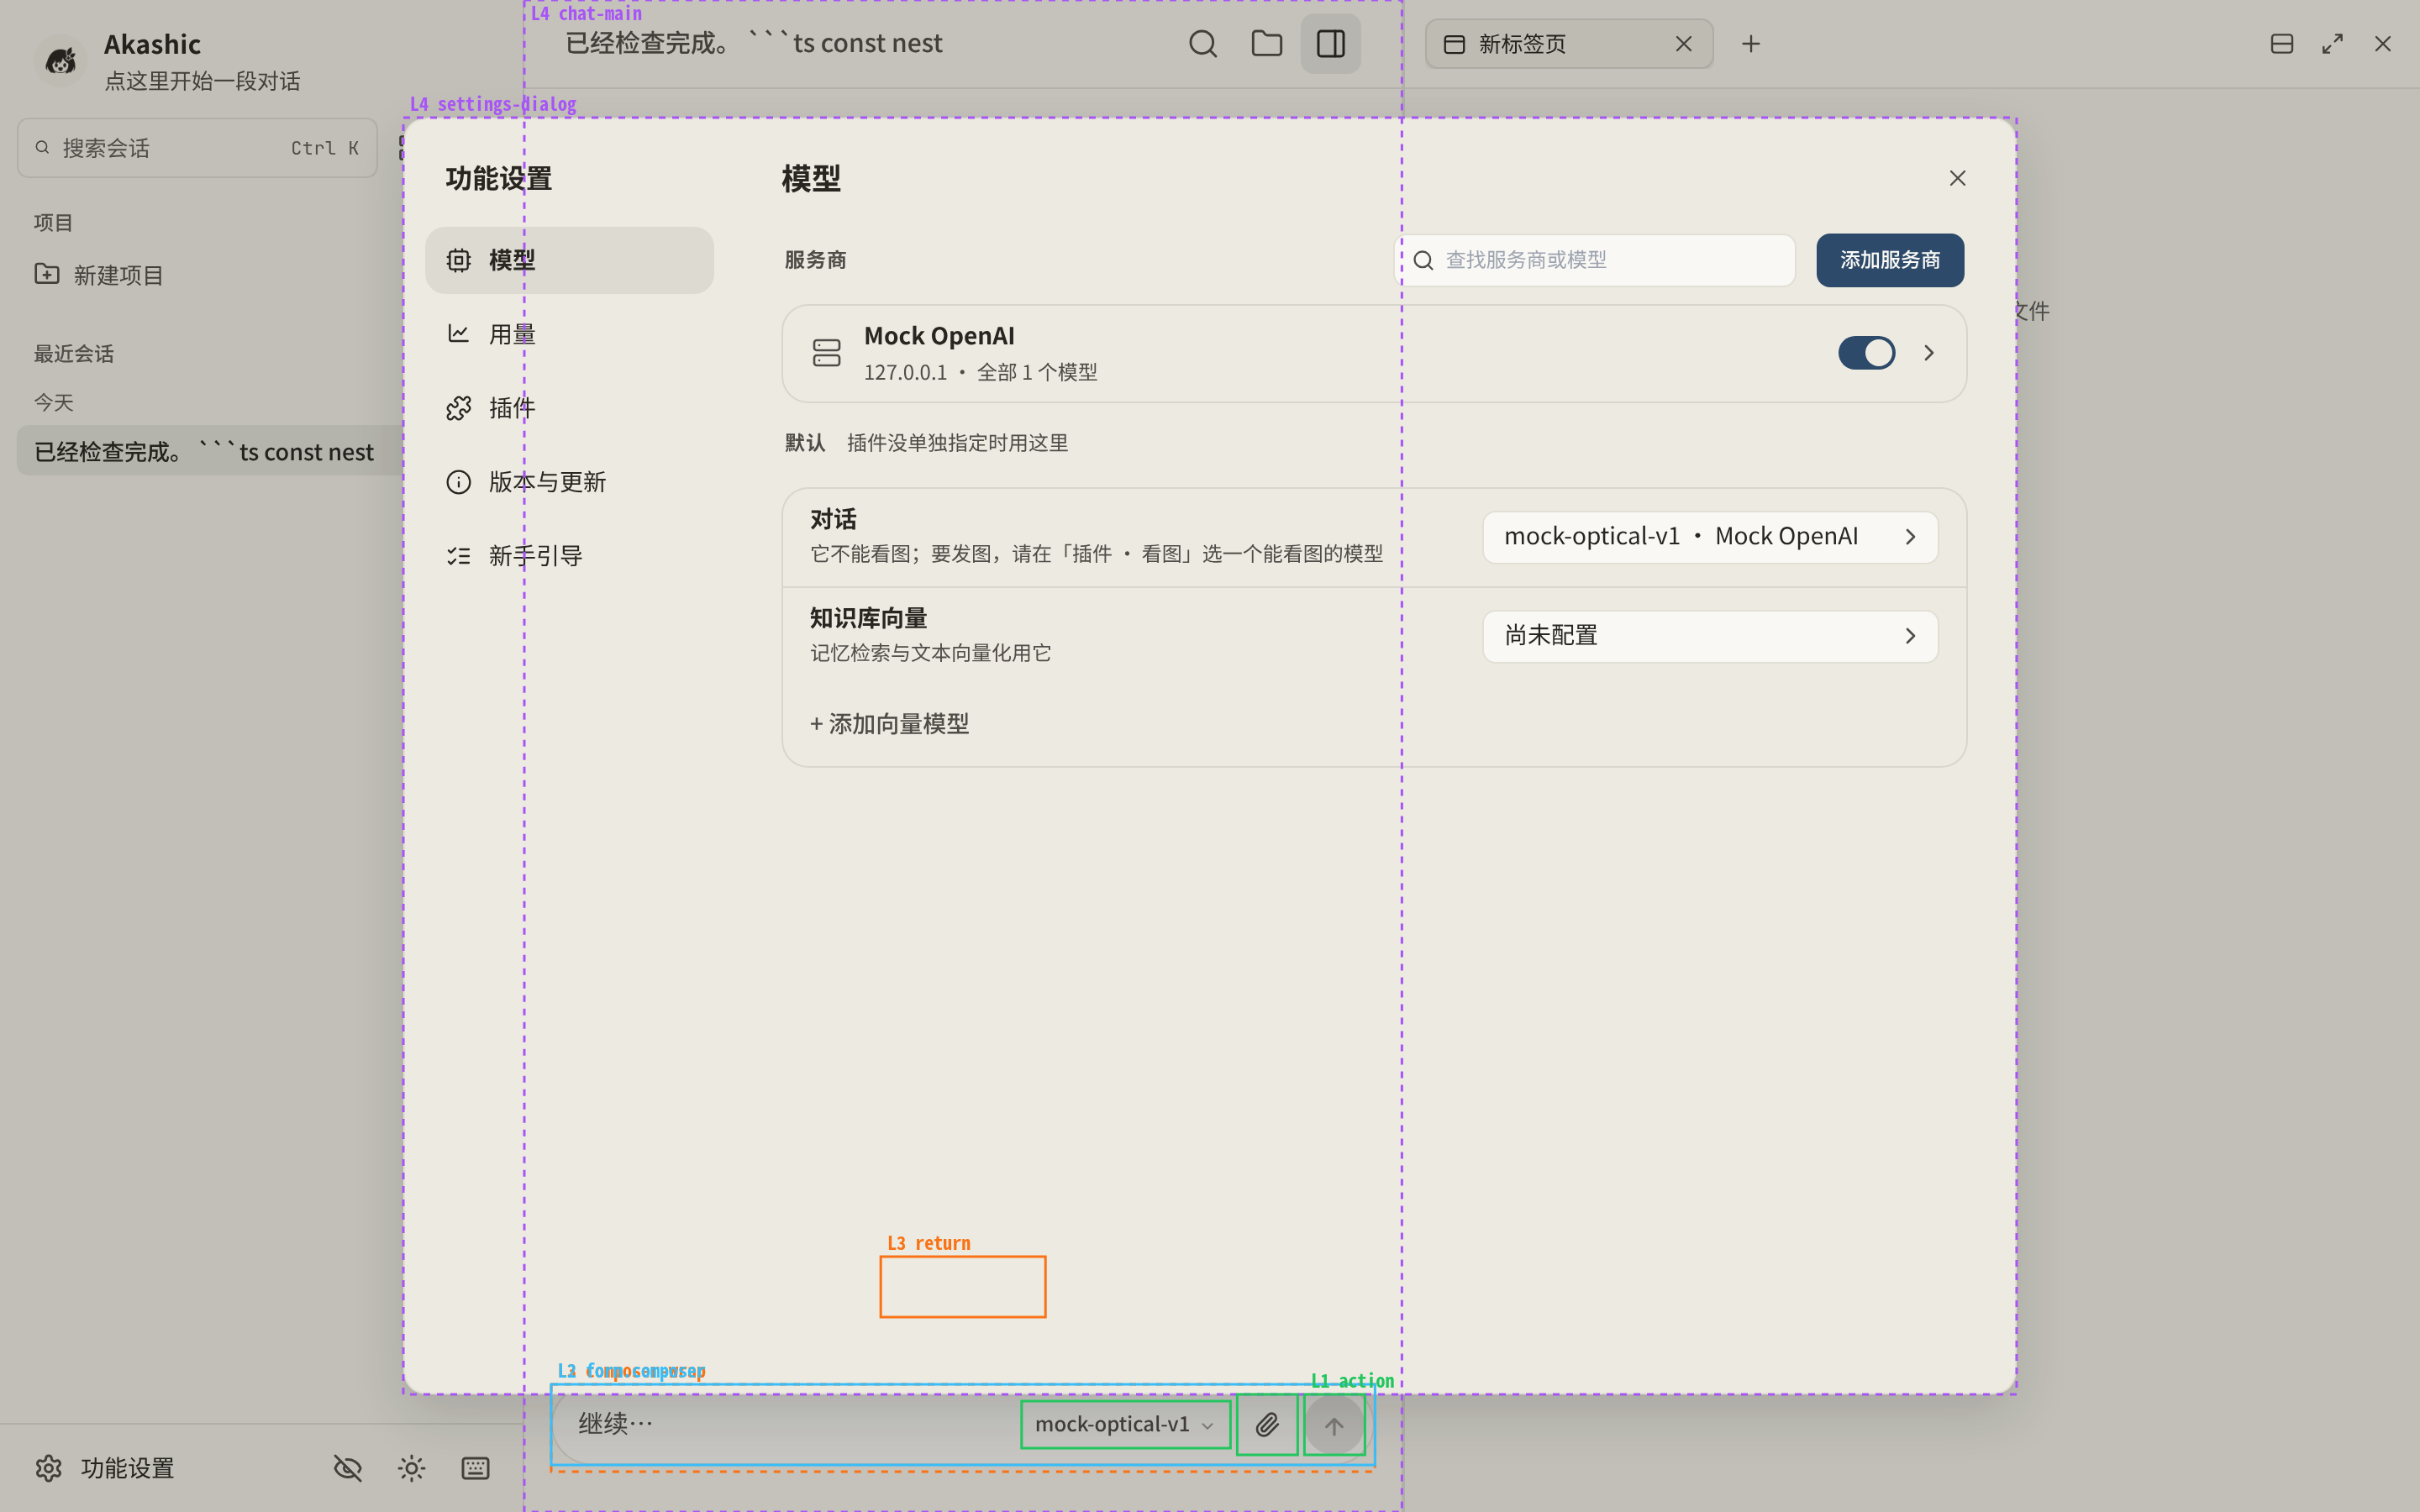 L4 chat-main
Akashic
点这里开始一段对话
已经检查完成。 ```ts const nest
新标签页
L4 settings-dialog
搜索会话 Ctrl K
项目
新建项目
最近会话
今天
已经检查完成。 ```ts const nest
功能设置
模型
用量
插件
版本与更新
新手引导
模型
服务商
查找服务商或模型
添加服务商
Mock OpenAI
127.0.0.1 • 全部 1 个模型
默认 插件没单独指定时用这里
对话
它不能看图；要发图，请在「插件 • 看图」选一个能看图的模型
mock-optical-v1 • Mock OpenAI
知识库向量
记忆检索与文本向量化用它
尚未配置
+ 添加向量模型
文件
L3 return
L1 action
继续…
mock-optical-v1
功能设置